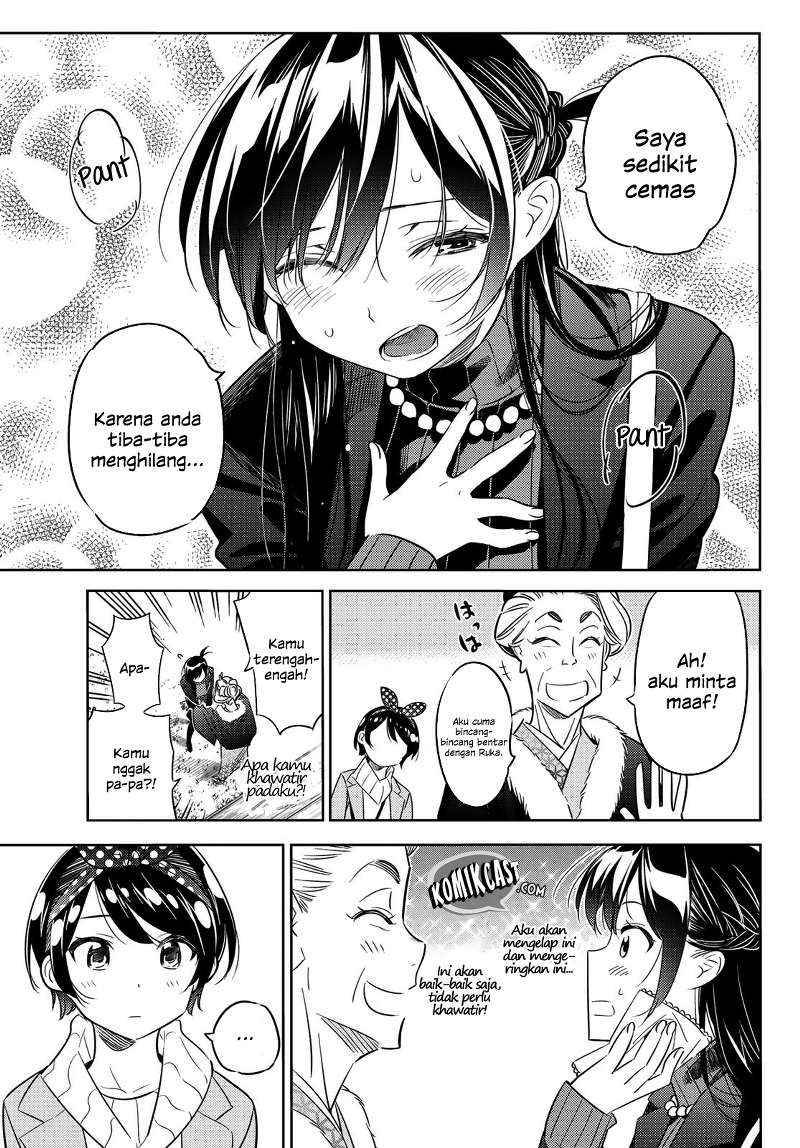 Saya
sedikit
cemas
Pant
Pant
Karena anda
tiba-tiba
menghilang...
Ah!
aku minta
maaf!
はっは
Aku cuma
bincang-
bincang bentar
dengan Ruka.
Kamu
terengah-
engah!
Apa kamu
khawatir
padaku?!
Apa-
Kamu
nggak
pa-pa?!
KOMIKCAST
.COM
Aku akan
mengelap ini
dan menge-
ringkan ini...
Ini akan
baik-baik saja,
tidak perlu
khawatir!
...